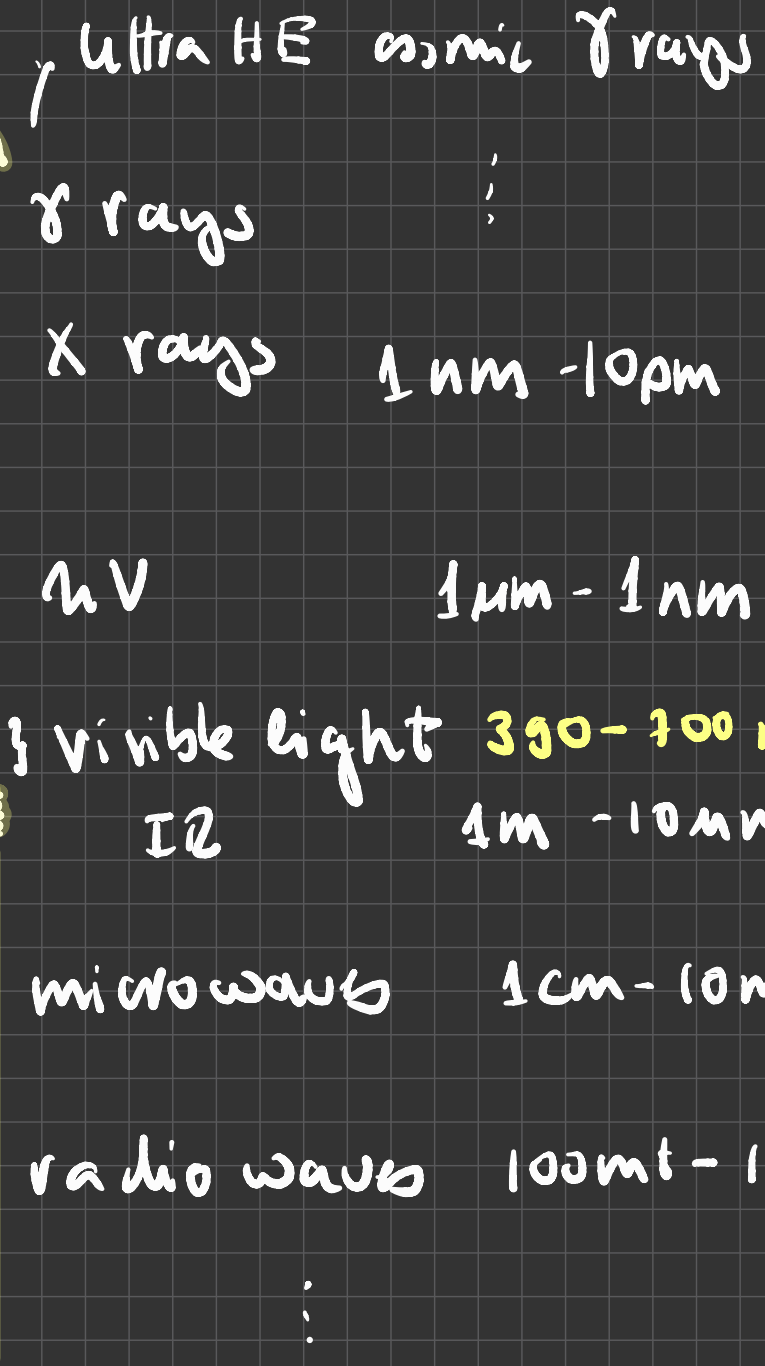 Ultra HE cosmic γ rays
γ rays
⋮
X rays 1 nm - 10 pm
UV 1 μm - 1 nm
} visible light 390 - 700
IR 1 m - 10 μm
microwaves 1 cm - 10
radio waves 100 mt - 1
⋮